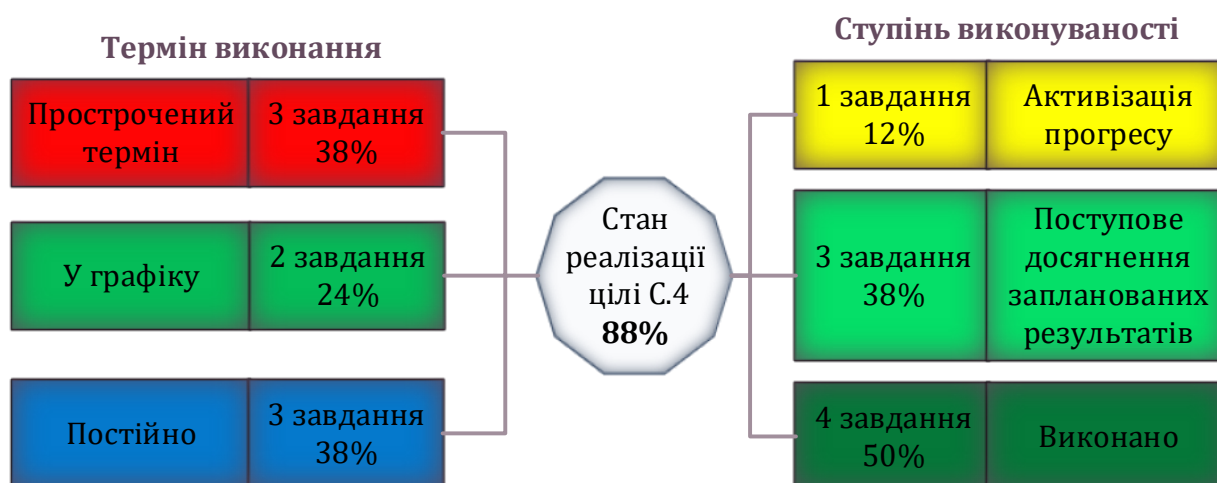 Термін виконання
Прострочений
термін
3 завдання
38%
У графіку
2 завдання
24%
Постійно
3 завдання
38%
Стан
реалізації
цілі С.4
88%
Ступінь виконуваності
1 завдання
12%
Активізація
прогресу
3 завдання
38%
Поступове
досягнення
запланованих
результатів
4 завдання
50%
Виконано